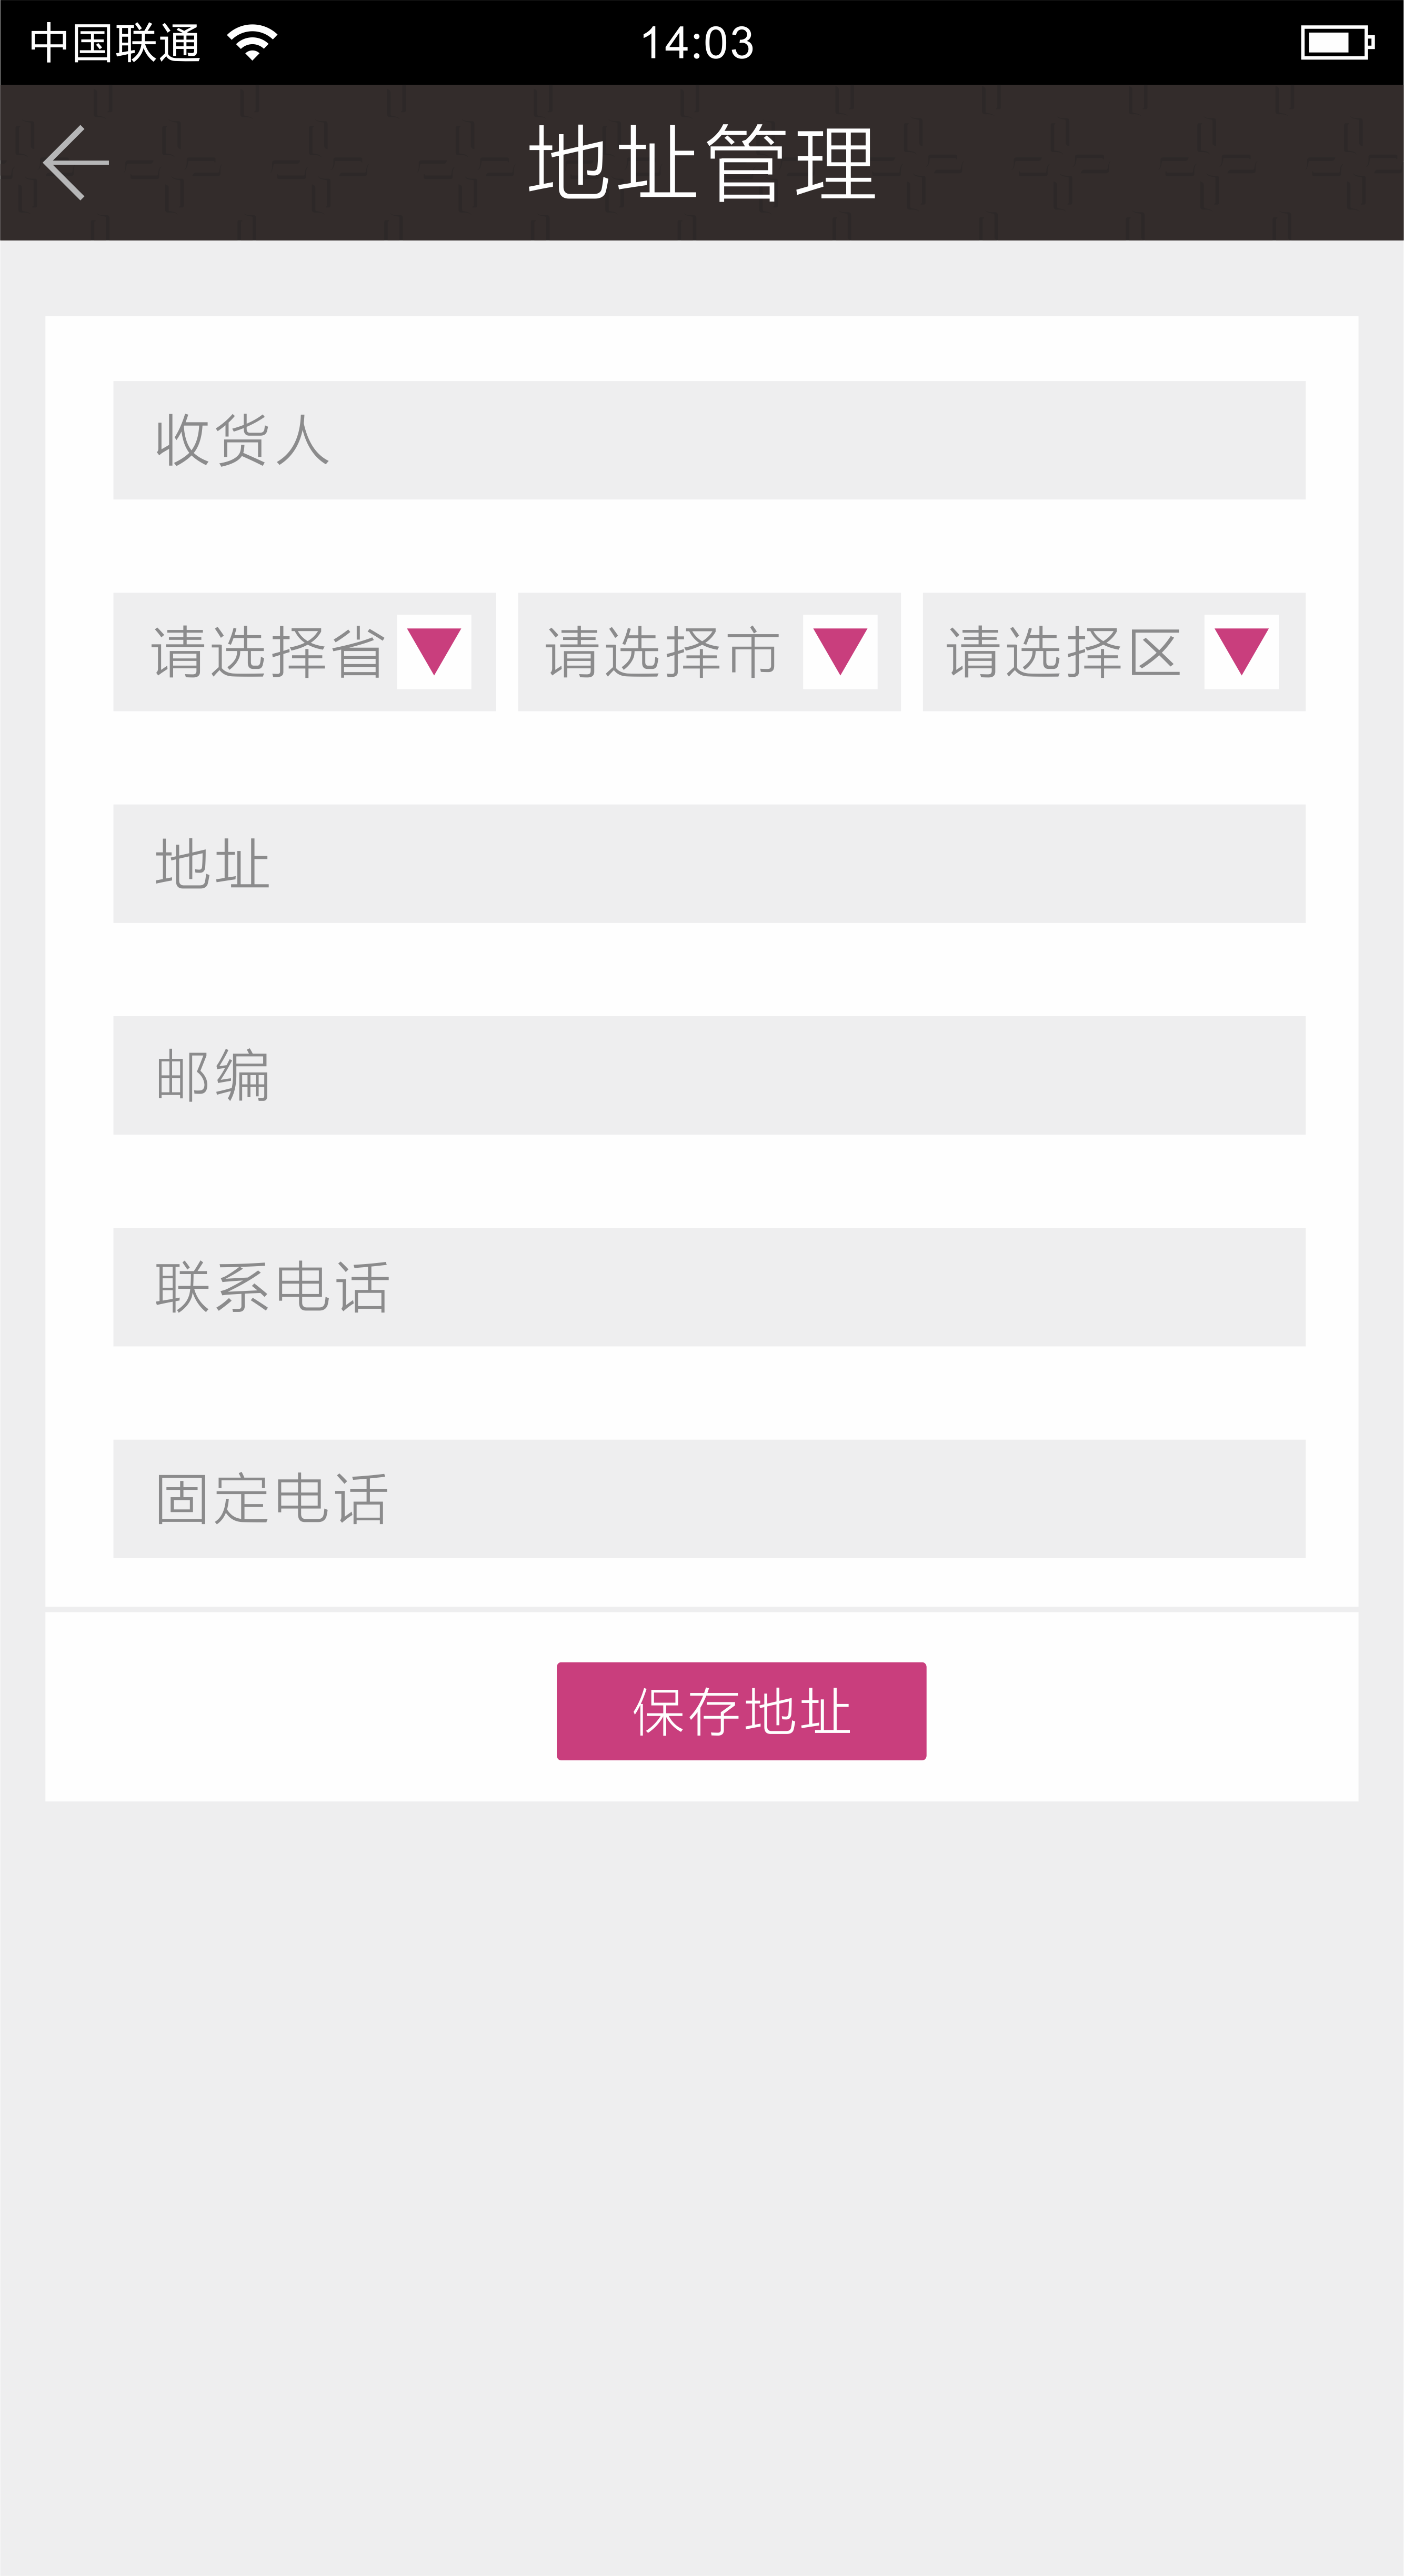 中国联通 14:03
地址管理
收货人
请选择省 请选择市 请选择区
地址
邮编
联系电话
固定电话
保存地址